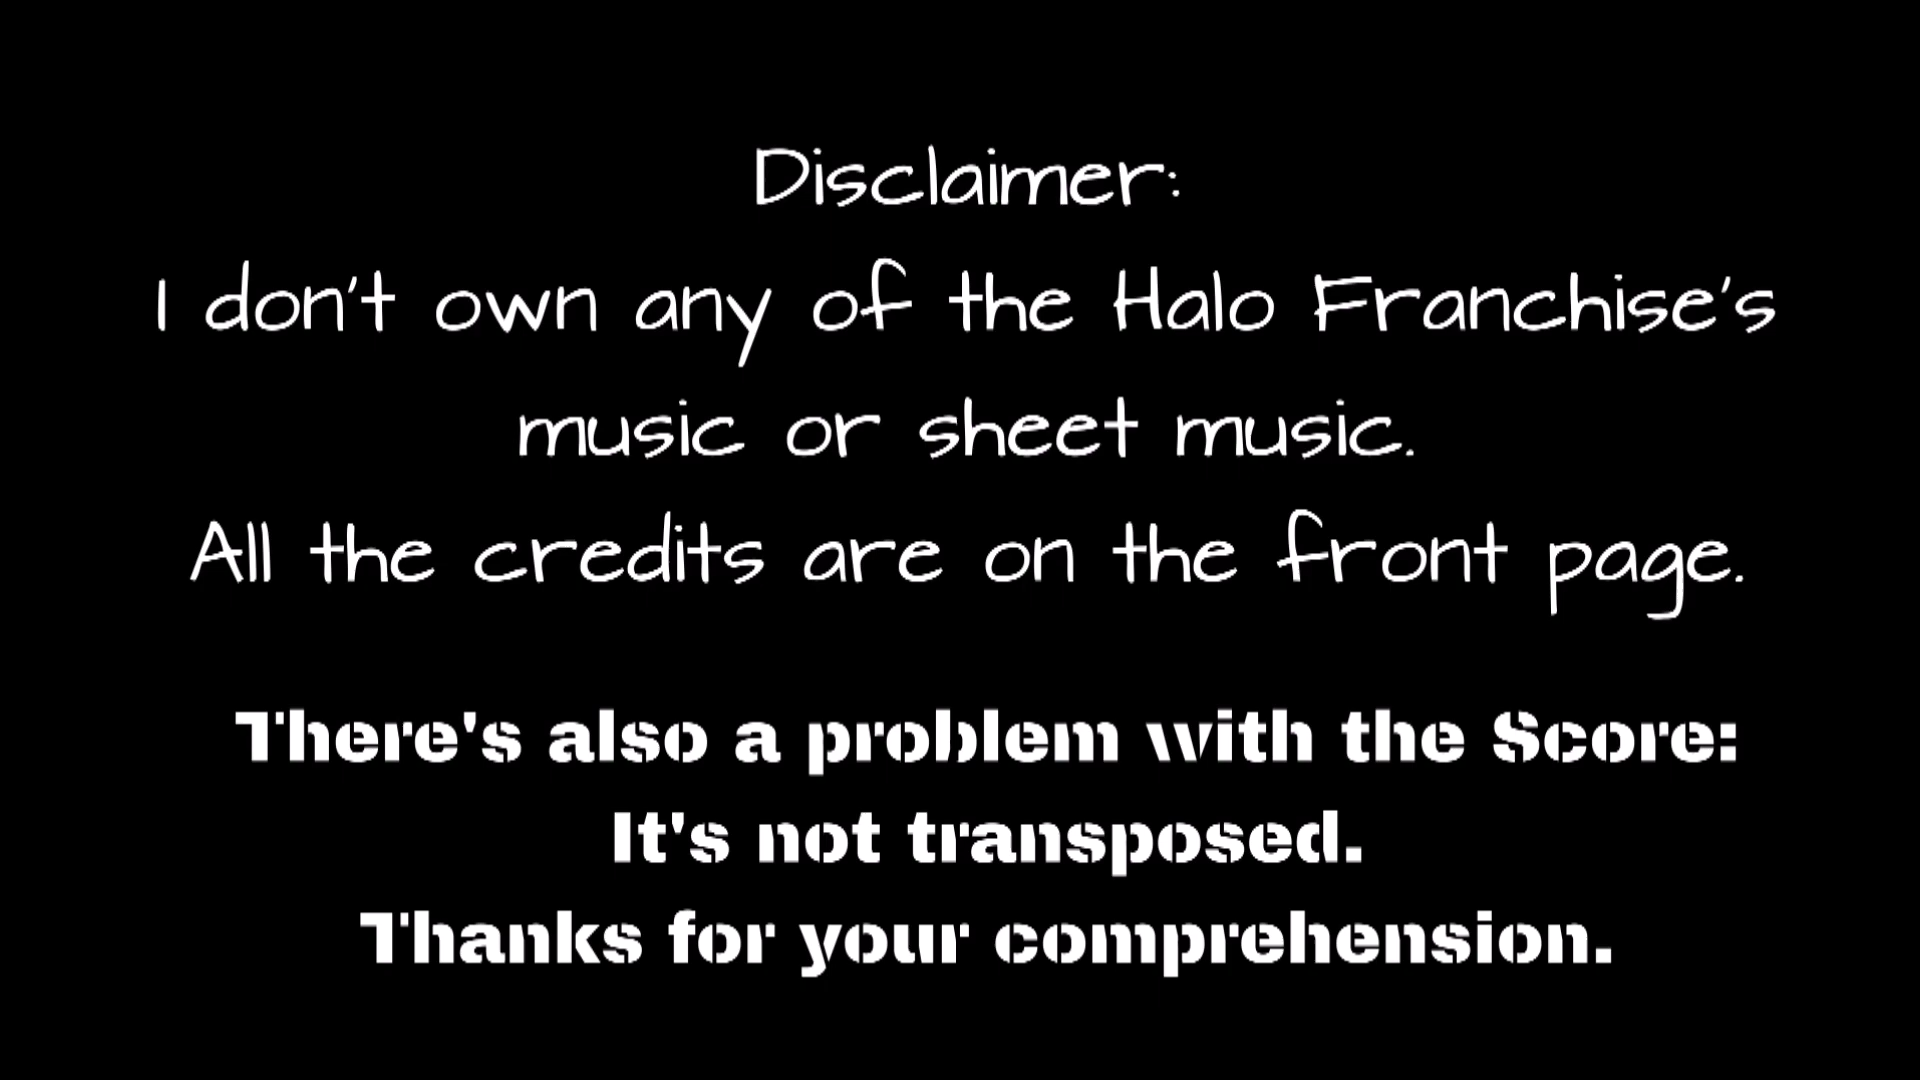 Disclaimer:
I don't own any of the Halo Franchise's
music or sheet music.
All the credits are on the front page.
There's also a problem with the Score:
It's not transposed.
Thanks for your comprehension.